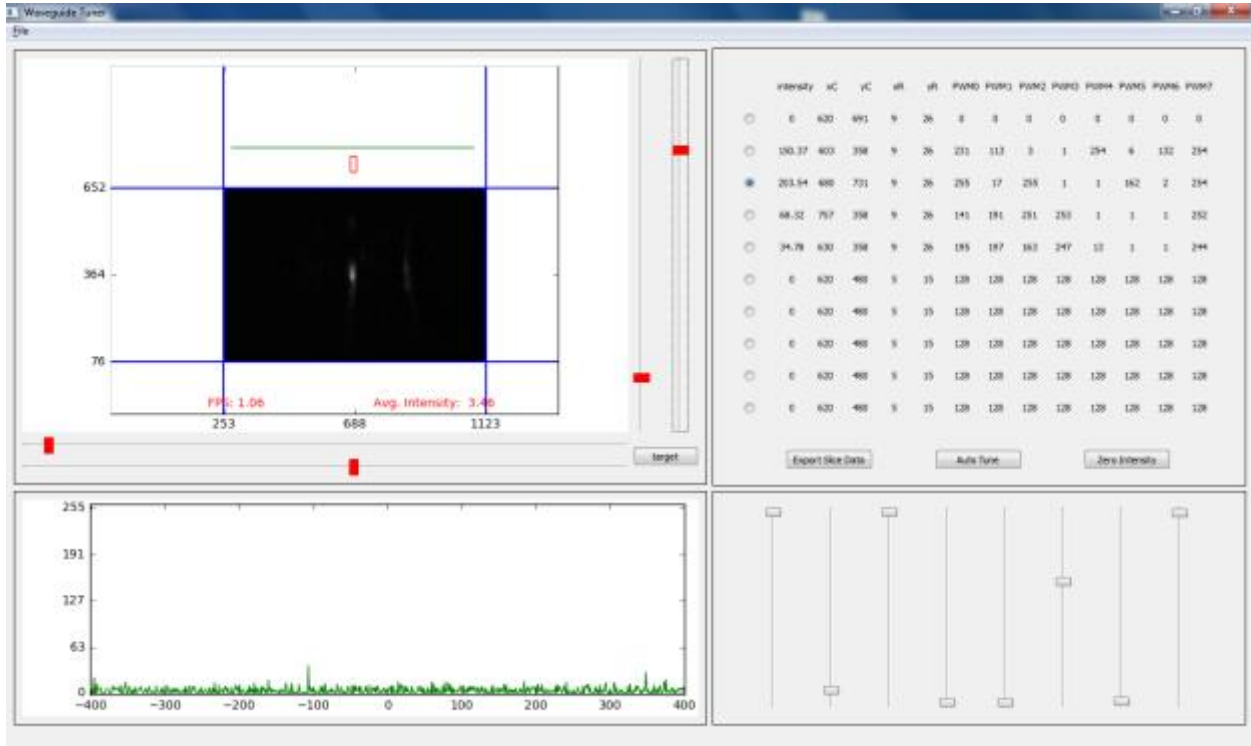 Waveguide Tuner
File
652
364
76
FPS: 1.06 Avg. Intensity: 3.46
253 688 1123
target
intensity xC yC xR yR PWM0 PWM1 PWM2 PWM3 PWM4 PWM5 PWM6 PWM7
0 620 691 9 26 0 0 0 0 0 0 0 0
150.37 603 358 9 26 231 113 3 1 254 6 132 254
203.54 680 731 9 26 255 17 255 1 1 162 2 254
68.32 757 358 9 26 141 191 251 253 1 1 1 252
34.78 630 358 9 26 195 197 163 247 13 1 1 244
0 620 480 5 15 128 128 128 128 128 128 128 128
0 620 480 5 15 128 128 128 128 128 128 128 128
0 620 480 5 15 128 128 128 128 128 128 128 128
0 620 480 5 15 128 128 128 128 128 128 128 128
0 620 480 5 15 128 128 128 128 128 128 128 128
Export Slice Data Auto Tune Zero Intensity
255
191
127
63
0
−400 −300 −200 −100 0 100 200 300 400